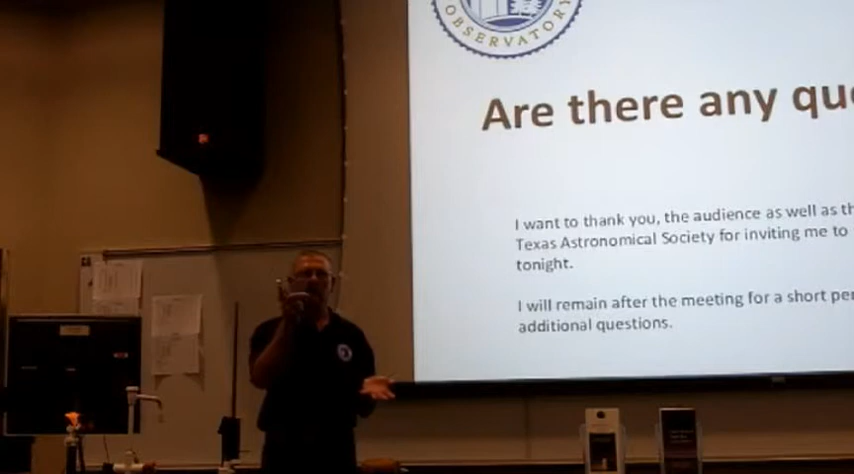 OBSERVATORY
Are there any qu
I want to thank you, the audience as well as th
Texas Astronomical Society for inviting me to
tonight.
I will remain after the meeting for a short per
additional questions.